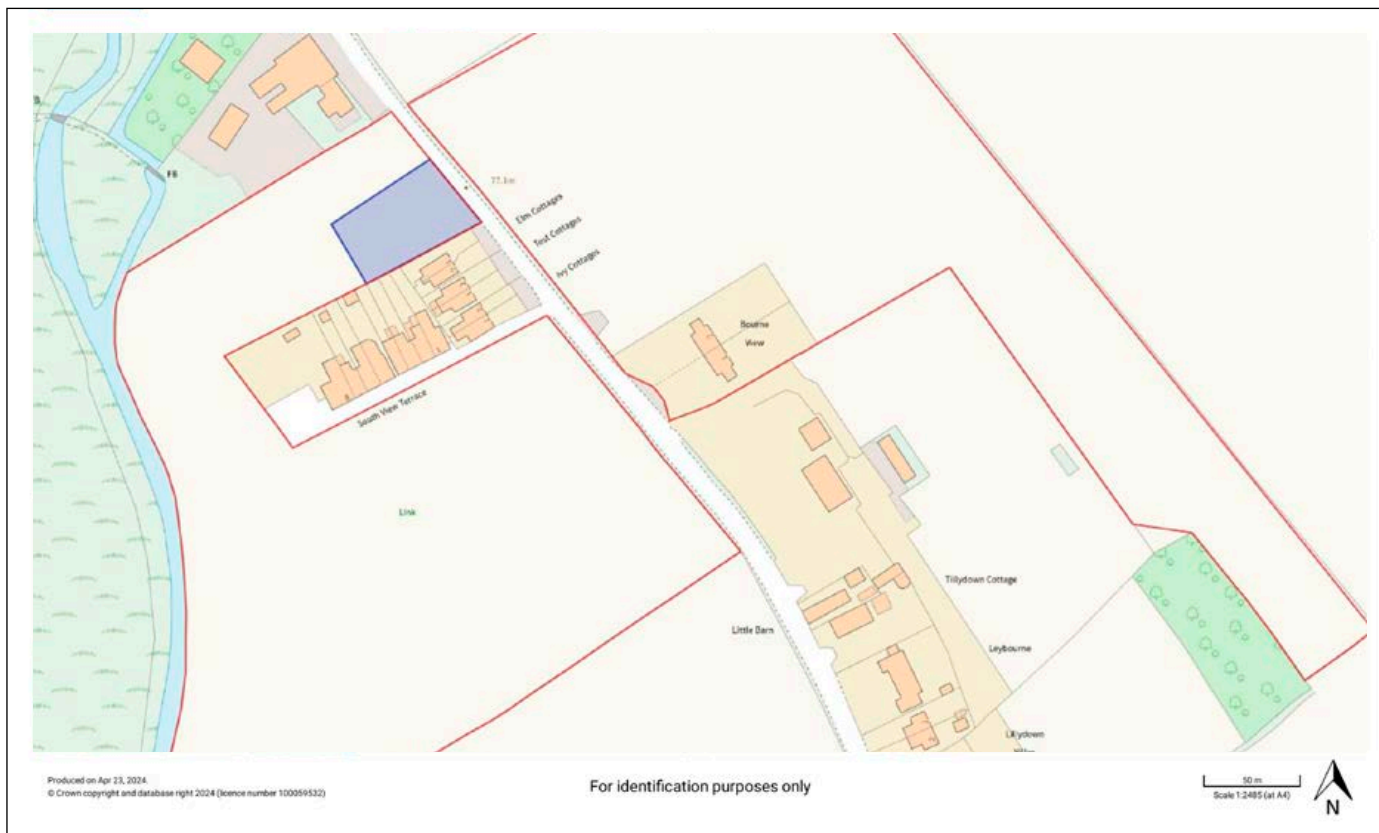 FB
77.1m
Elm Cottages
Test Cottages
Ivy Cottages
Bourne
View
South View Terrace
Link
Tillydown Cottage
Little Barn
Leybourne
Produced on Apr 23, 2024.
© Crown copyright and database right 2024 (licence number 100059532)
For identification purposes only
50 m
Scale 1:2485 (at A4)
N